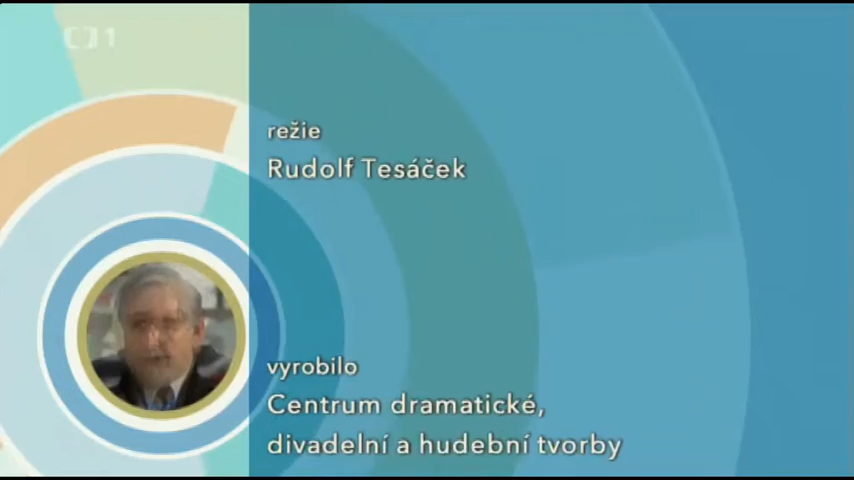 ČT1
režie
Rudolf Tesáček
vyrobilo
Centrum dramatické,
divadelní a hudební tvorby